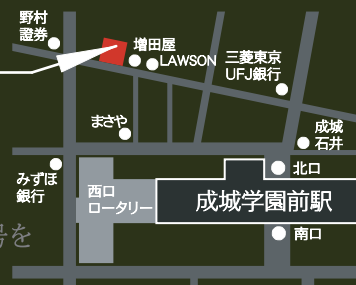 野村
證券
増田屋
LAWSON
三菱東京
UFJ銀行
まさや
成城
石井
みずほ
銀行
北口
西口
ロータリー
成城学園前駅
号を
南口